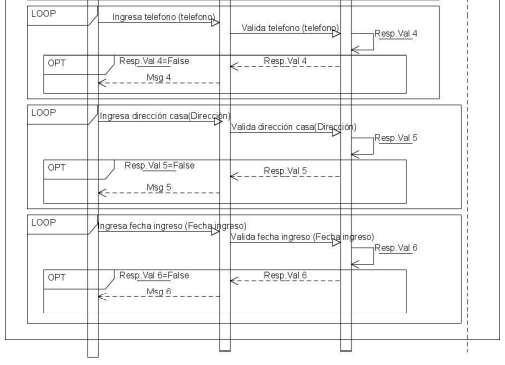 LOOP
Ingresa telefono (telefono)
Valida telefono (telefono)
Resp.Val 4
OPT
Resp.Val 4=False
Resp.Val 4
Msg 4
LOOP
Ingresa dirección casa(Dirección)
Valida dirección casa(Dirección)
Resp.Val 5
OPT
Resp.Val 5=False
Resp.Val 5
Msg 5
LOOP
Ingresa fecha ingreso (Fecha ingreso)
Valida fecha ingreso (Fecha ingreso)
Resp.Val 6
OPT
Resp.Val 6=False
Resp.Val 6
Msg 6